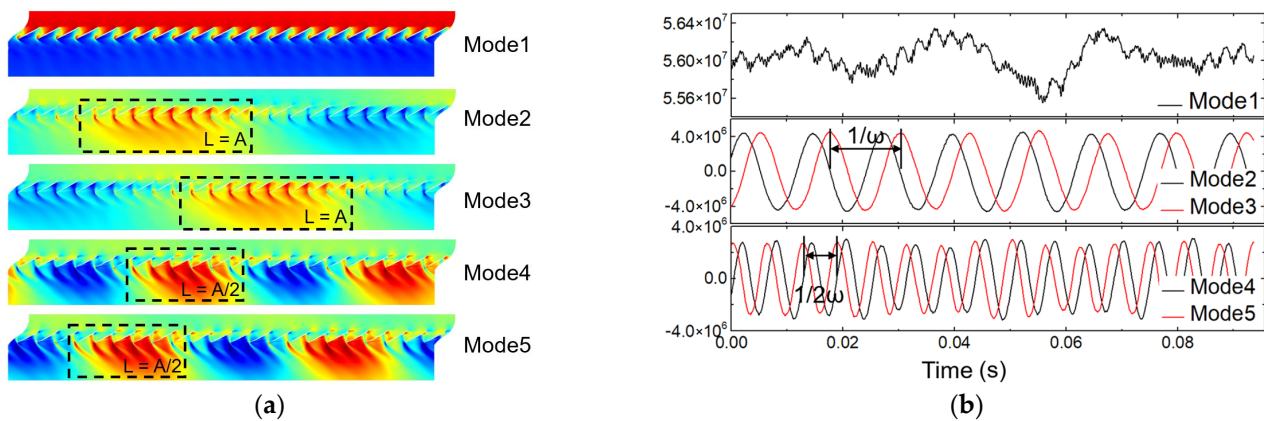 Mode1
Mode2
L = A
Mode3
L = A
Mode4
L = A/2
Mode5
L = A/2
(a)
5.64×10⁷
5.60×10⁷
5.56×10⁷
Mode1
4.0×10⁶
0.0
-4.0×10⁶
1/ω
Mode2
Mode3
4.0×10⁶
0.0
-4.0×10⁶
1/2ω
Mode4
Mode5
0.00 0.02 0.04 0.06 0.08
Time (s)
(b)